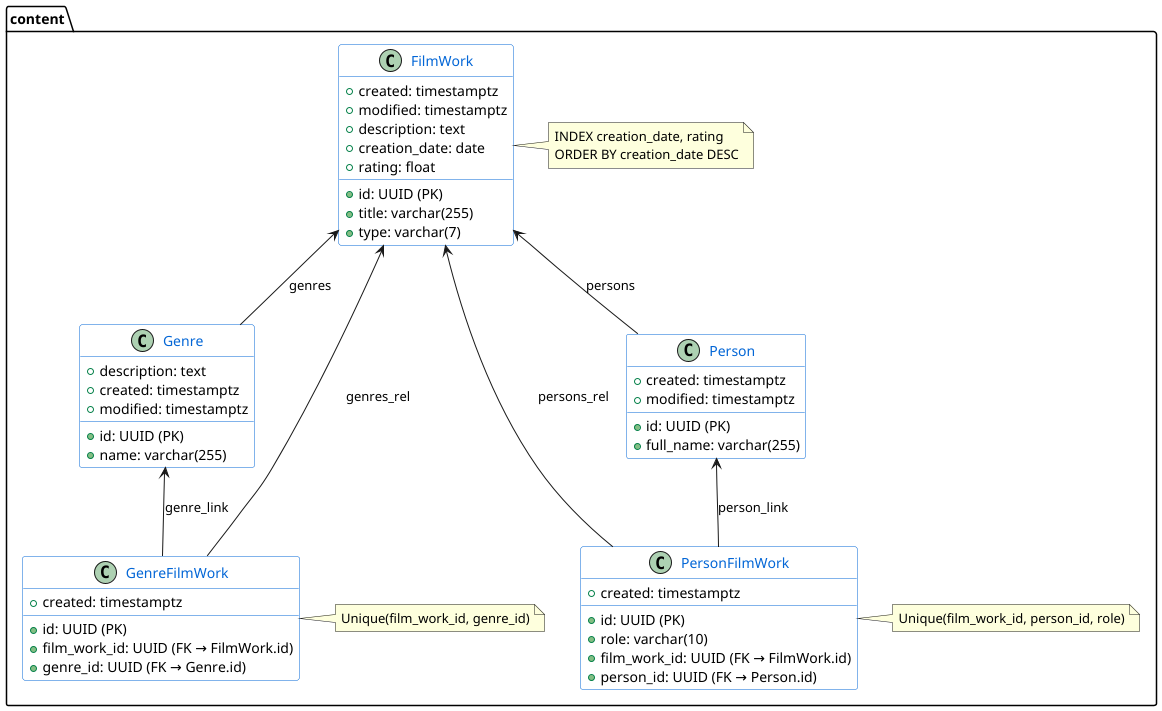 content
C FilmWork
created: timestamptz
modified: timestamptz
description: text
creation_date: date
rating: float
id: UUID (PK)
title: varchar(255)
type: varchar(7)
INDEX creation_date, rating
ORDER BY creation_date DESC
genres
persons
C Genre
description: text
created: timestamptz
modified: timestamptz
id: UUID (PK)
name: varchar(255)
genres_rel
persons_rel
C Person
created: timestamptz
modified: timestamptz
id: UUID (PK)
full_name: varchar(255)
genre_link
person_link
C GenreFilmWork
created: timestamptz
id: UUID (PK)
film_work_id: UUID (FK → FilmWork.id)
genre_id: UUID (FK → Genre.id)
Unique(film_work_id, genre_id)
C PersonFilmWork
created: timestamptz
id: UUID (PK)
role: varchar(10)
film_work_id: UUID (FK → FilmWork.id)
person_id: UUID (FK → Person.id)
Unique(film_work_id, person_id, role)